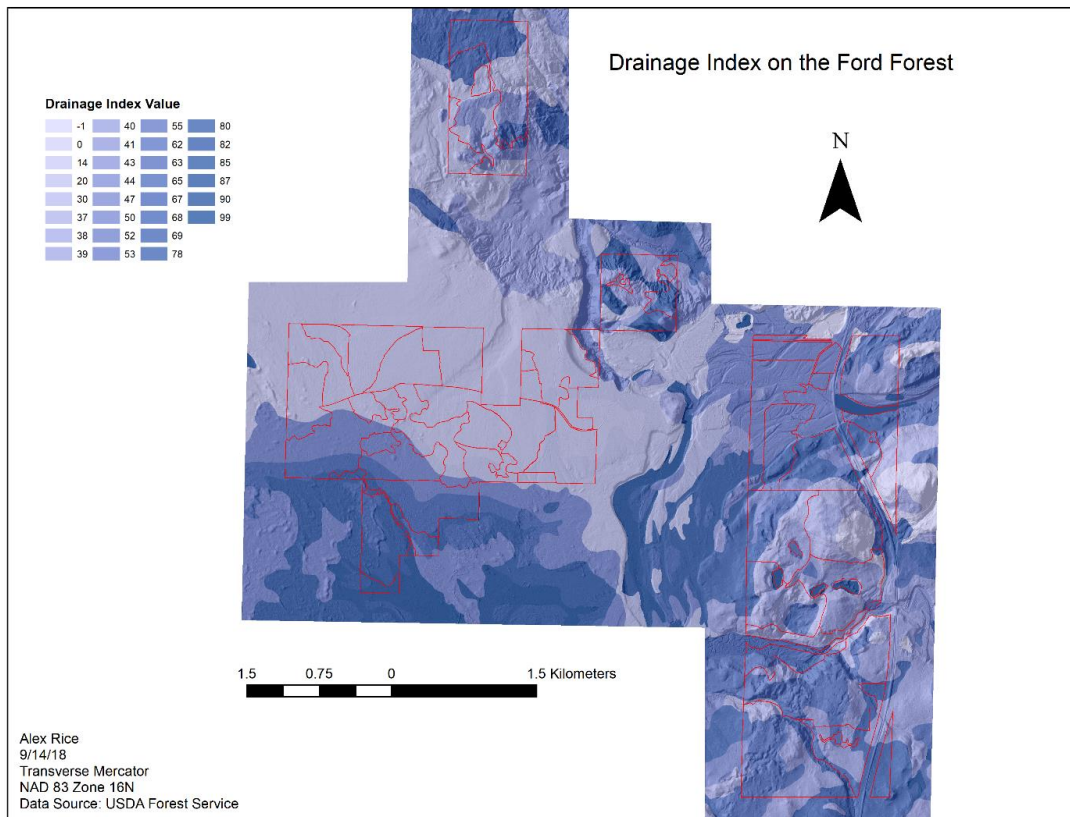 Drainage Index on the Ford Forest
Drainage Index Value
-1 40 55 80
0 41 62 82
14 43 63 85
20 44 65 87
30 47 67 90
37 50 68 99
38 52 69
39 53 78
N
1.5 0.75 0 1.5 Kilometers
Alex Rice
9/14/18
Transverse Mercator
NAD 83 Zone 16N
Data Source: USDA Forest Service